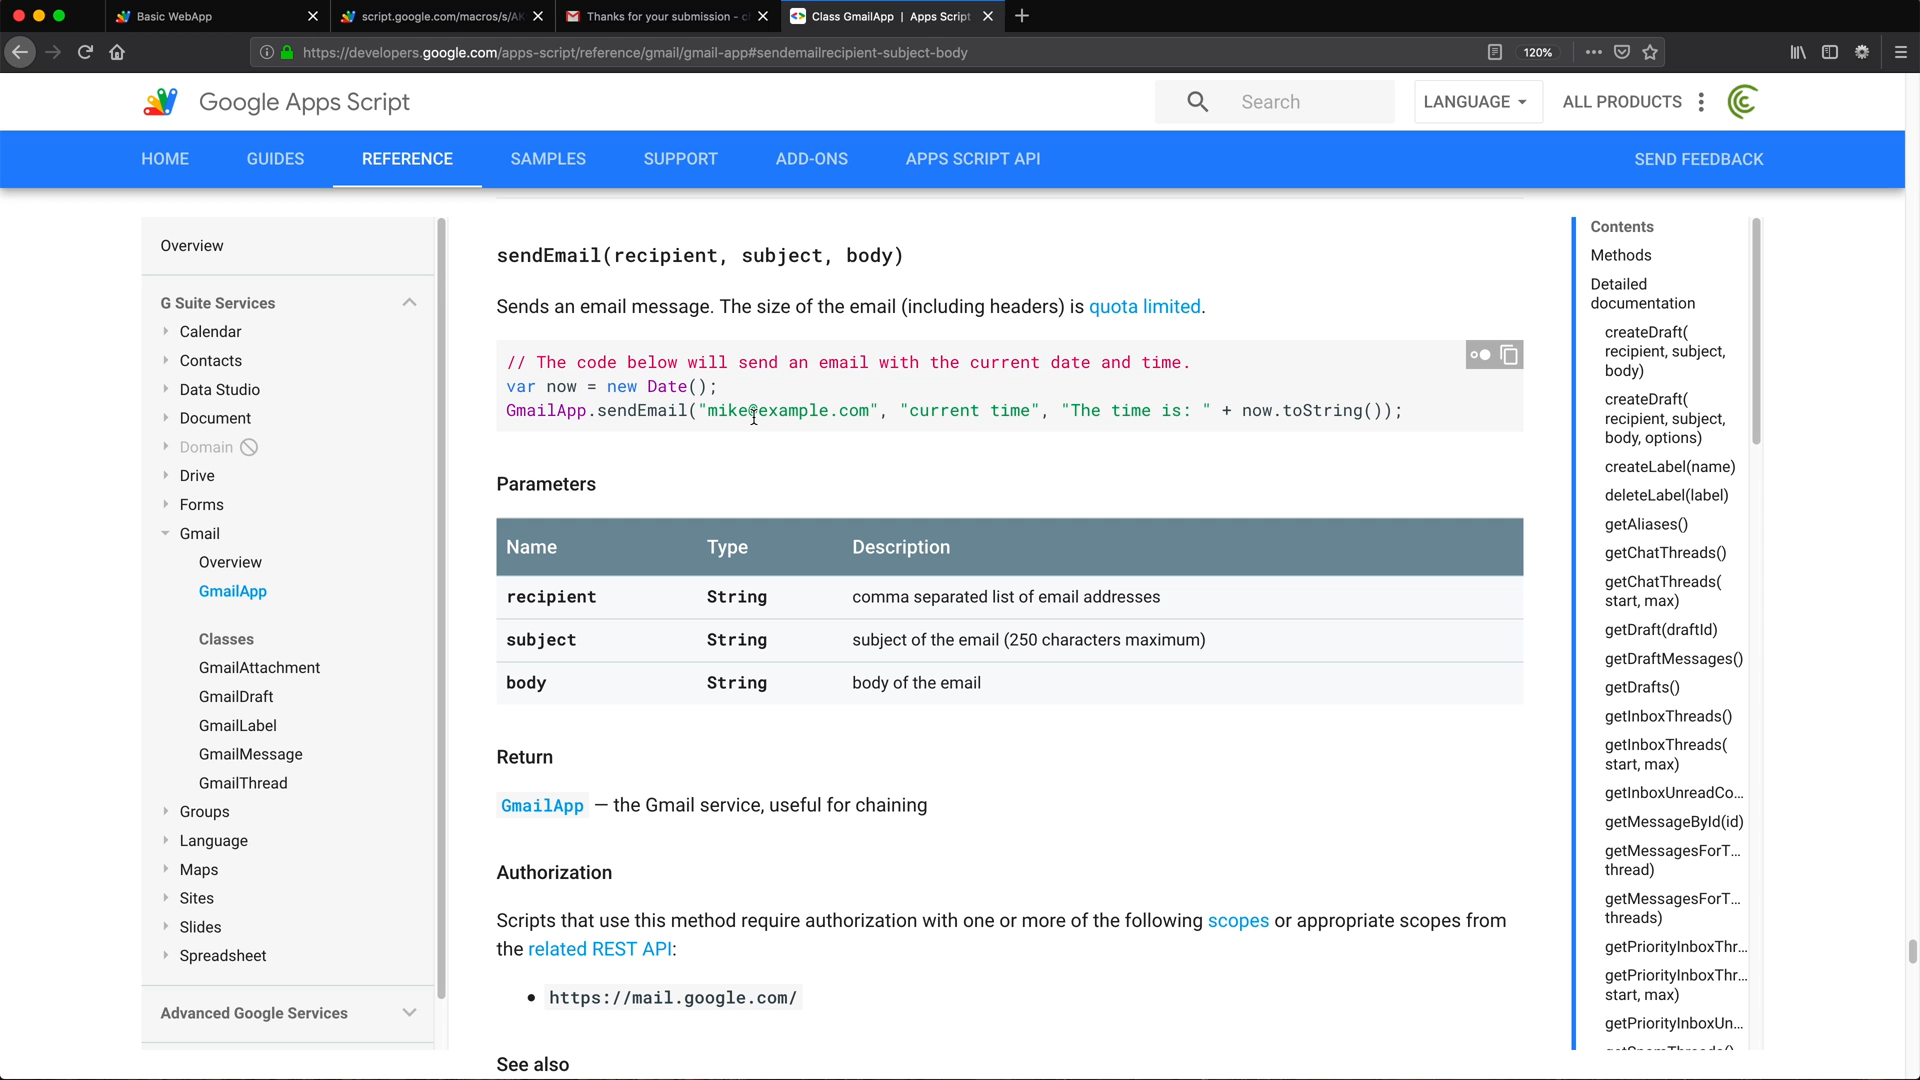 Basic WebApp
script.google.com/macros/s/AK
Thanks for your submission - c
Class GmailApp | Apps Script
https://developers.google.com/apps-script/reference/gmail/gmail-app#sendemailrecipient-subject-body
120%
Google Apps Script
Search
LANGUAGE
ALL PRODUCTS
HOME
GUIDES
REFERENCE
SAMPLES
SUPPORT
ADD-ONS
APPS SCRIPT API
SEND FEEDBACK
Overview
G Suite Services
Calendar
Contacts
Data Studio
Document
Domain
Drive
Forms
Gmail
Overview
GmailApp
Classes
GmailAttachment
GmailDraft
GmailLabel
GmailMessage
GmailThread
Groups
Language
Maps
Sites
Slides
Spreadsheet
Advanced Google Services
sendEmail(recipient, subject, body)
Sends an email message. The size of the email (including headers) is quota limited.
// The code below will send an email with the current date and time.
var now = new Date();
GmailApp.sendEmail("mike@example.com", "current time", "The time is: " + now.toString());
Parameters
Name Type Description
recipient String comma separated list of email addresses
subject String subject of the email (250 characters maximum)
body String body of the email
Return
GmailApp — the Gmail service, useful for chaining
Authorization
Scripts that use this method require authorization with one or more of the following scopes or appropriate scopes from
the related REST API:
• https://mail.google.com/
See also
Contents
Methods
Detailed
documentation
createDraft(
recipient, subject,
body)
createDraft(
recipient, subject,
body, options)
createLabel(name)
deleteLabel(label)
getAliases()
getChatThreads()
getChatThreads(
start, max)
getDraft(draftId)
getDraftMessages()
getDrafts()
getInboxThreads()
getInboxThreads(
start, max)
getInboxUnreadCo...
getMessageById(id)
getMessagesForT...
thread)
getMessagesForT...
threads)
getPriorityInboxThr...
getPriorityInboxThr...
start, max)
getPriorityInboxUn...